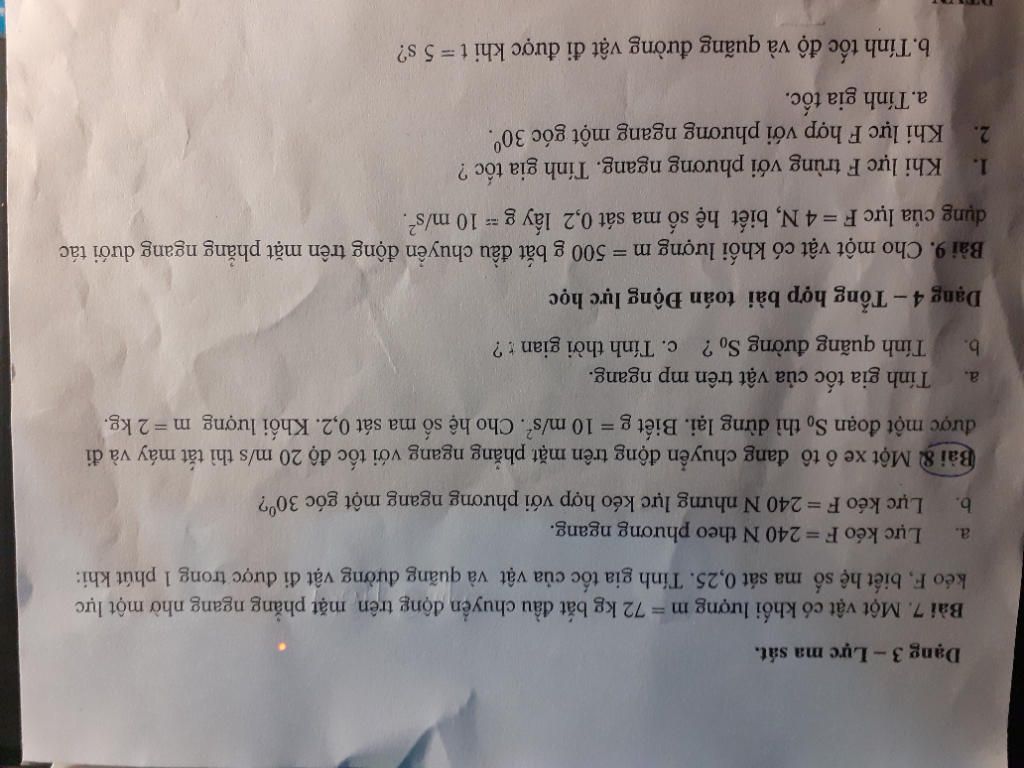 Dạng 3 – Lực ma sát.
Bài 7. Một vật có khối lượng m = 72 kg bắt đầu chuyển động trên mặt phẳng ngang nhờ một lực
kéo F, biết hệ số ma sát 0,25. Tính gia tốc của vật và quãng đường vật đi được trong 1 phút khi:
a. Lực kéo F = 240 N theo phương ngang.
b. Lực kéo F = 240 N nhưng lực kéo hợp với phương ngang một góc 30⁰?
Bài 8. Một xe ô tô đang chuyển động trên mặt phẳng ngang với tốc độ 20 m/s thì tắt máy và đi
được một đoạn S₀ thì dừng lại. Biết g = 10 m/s². Cho hệ số ma sát 0,2. Khối lượng m = 2 kg.
a. Tính gia tốc của vật trên mp ngang.
b. Tính quãng đường S₀ ? c. Tính thời gian t ?
Dạng 4 – Tổng hợp bài toán Động lực học
Bài 9. Cho một vật có khối lượng m = 500 g bắt đầu chuyển động trên mặt phẳng ngang dưới tác
dụng của lực F = 4 N, biết hệ số ma sát 0,2 lấy g = 10 m/s².
1. Khi lực F trùng với phương ngang. Tính gia tốc ?
2. Khi lực F hợp với phương ngang một góc 30⁰.
a.Tính gia tốc.
b.Tính tốc độ và quãng đường vật đi được khi t = 5 s?